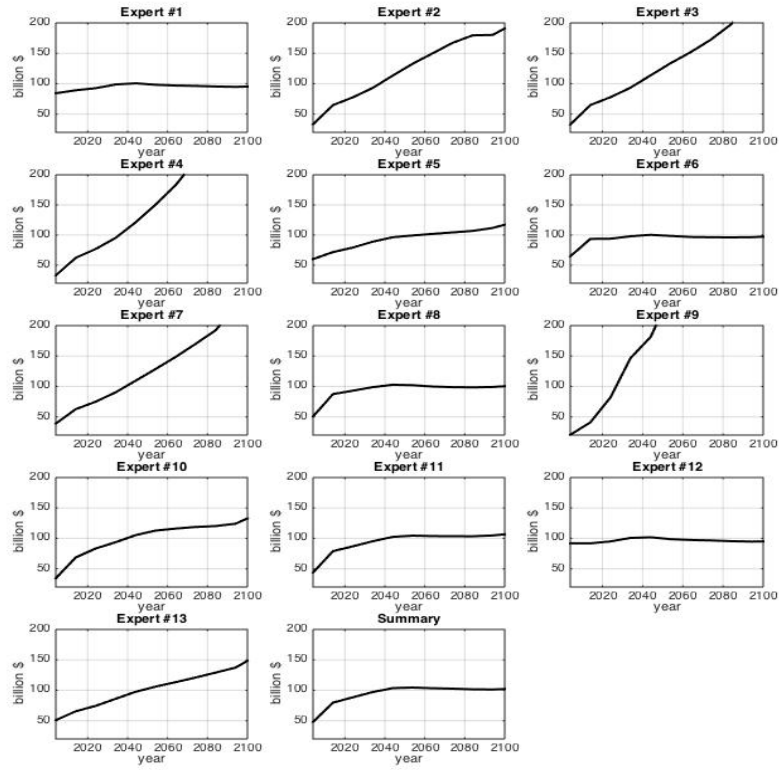 Expert #1 Expert #2 Expert #3
200 200 200
billion $ billion $ billion $
150 150 150
100 100 100
50 50 50
2020 2040 2060 2080 2100 2020 2040 2060 2080 2100 2020 2040 2060 2080 2100
year year year
Expert #4 Expert #5 Expert #6
200 200 200
billion $ billion $ billion $
150 150 150
100 100 100
50 50 50
2020 2040 2060 2080 2100 2020 2040 2060 2080 2100 2020 2040 2060 2080 2100
year year year
Expert #7 Expert #8 Expert #9
200 200 200
billion $ billion $ billion $
150 150 150
100 100 100
50 50 50
2020 2040 2060 2080 2100 2020 2040 2060 2080 2100 2020 2040 2060 2080 2100
year year year
Expert #10 Expert #11 Expert #12
200 200 200
billion $ billion $ billion $
150 150 150
100 100 100
50 50 50
2020 2040 2060 2080 2100 2020 2040 2060 2080 2100 2020 2040 2060 2080 2100
year year year
Expert #13 Summary
200 200
billion $ billion $
150 150
100 100
50 50
2020 2040 2060 2080 2100 2020 2040 2060 2080 2100
year year